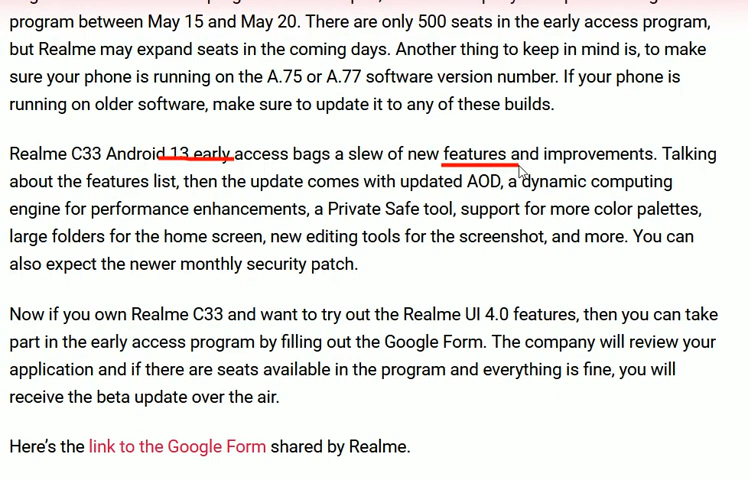 program between May 15 and May 20. There are only 500 seats in the early access program,
but Realme may expand seats in the coming days. Another thing to keep in mind is, to make
sure your phone is running on the A.75 or A.77 software version number. If your phone is
running on older software, make sure to update it to any of these builds.
Realme C33 Android 13 early access bags a slew of new features and improvements. Talking
about the features list, then the update comes with updated AOD, a dynamic computing
engine for performance enhancements, a Private Safe tool, support for more color palettes,
large folders for the home screen, new editing tools for the screenshot, and more. You can
also expect the newer monthly security patch.
Now if you own Realme C33 and want to try out the Realme UI 4.0 features, then you can take
part in the early access program by filling out the Google Form. The company will review your
application and if there are seats available in the program and everything is fine, you will
receive the beta update over the air.
Here's the link to the Google Form shared by Realme.